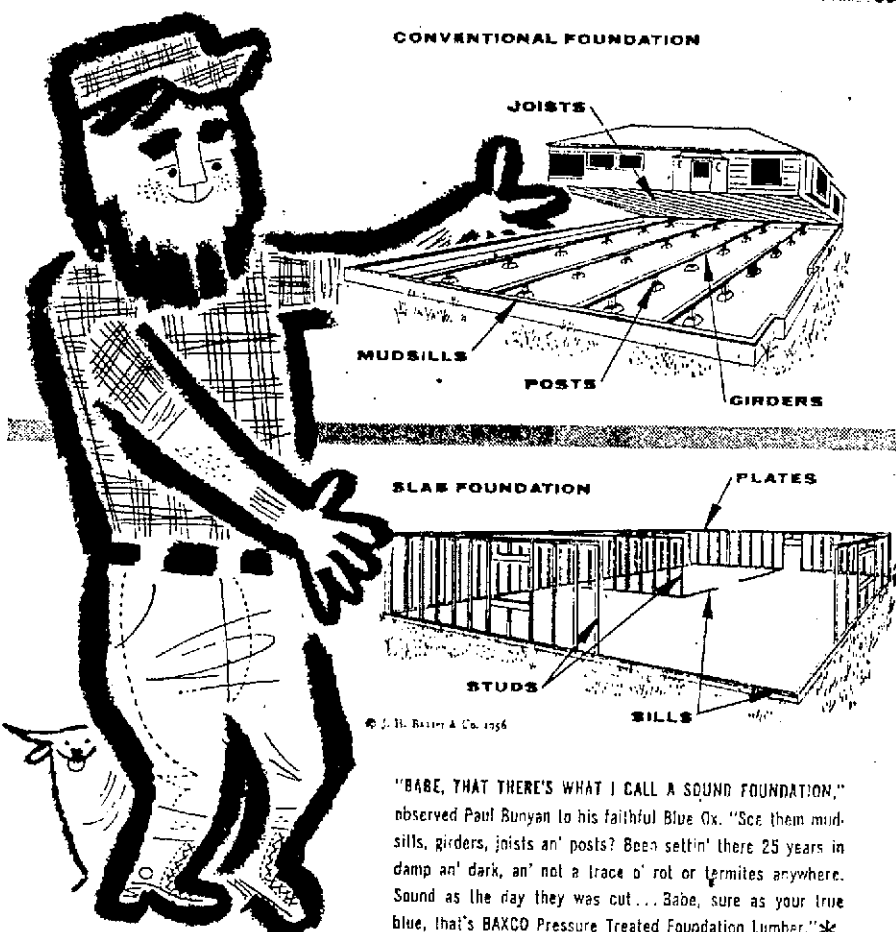 CONVENTIONAL FOUNDATION
JOISTS
MUDSILLS
POSTS
GIRDERS
SLAB FOUNDATION
PLATES
STUDS
SILLS
© J. H. BAXTER & Co. 1956
"BABE, THAT THERE'S WHAT I CALL A SOUND FOUNDATION,"
observed Paul Bunyan to his faithful Blue Ox. "See them mud-
sills, girders, joists an' posts? Been settin' there 25 years in
damp an' dark, an' not a trace o' rot or termites anywhere.
Sound as the day they was cut... Babe, sure as your true
blue, that's BAXCO Pressure Treated Foundation Lumber."*